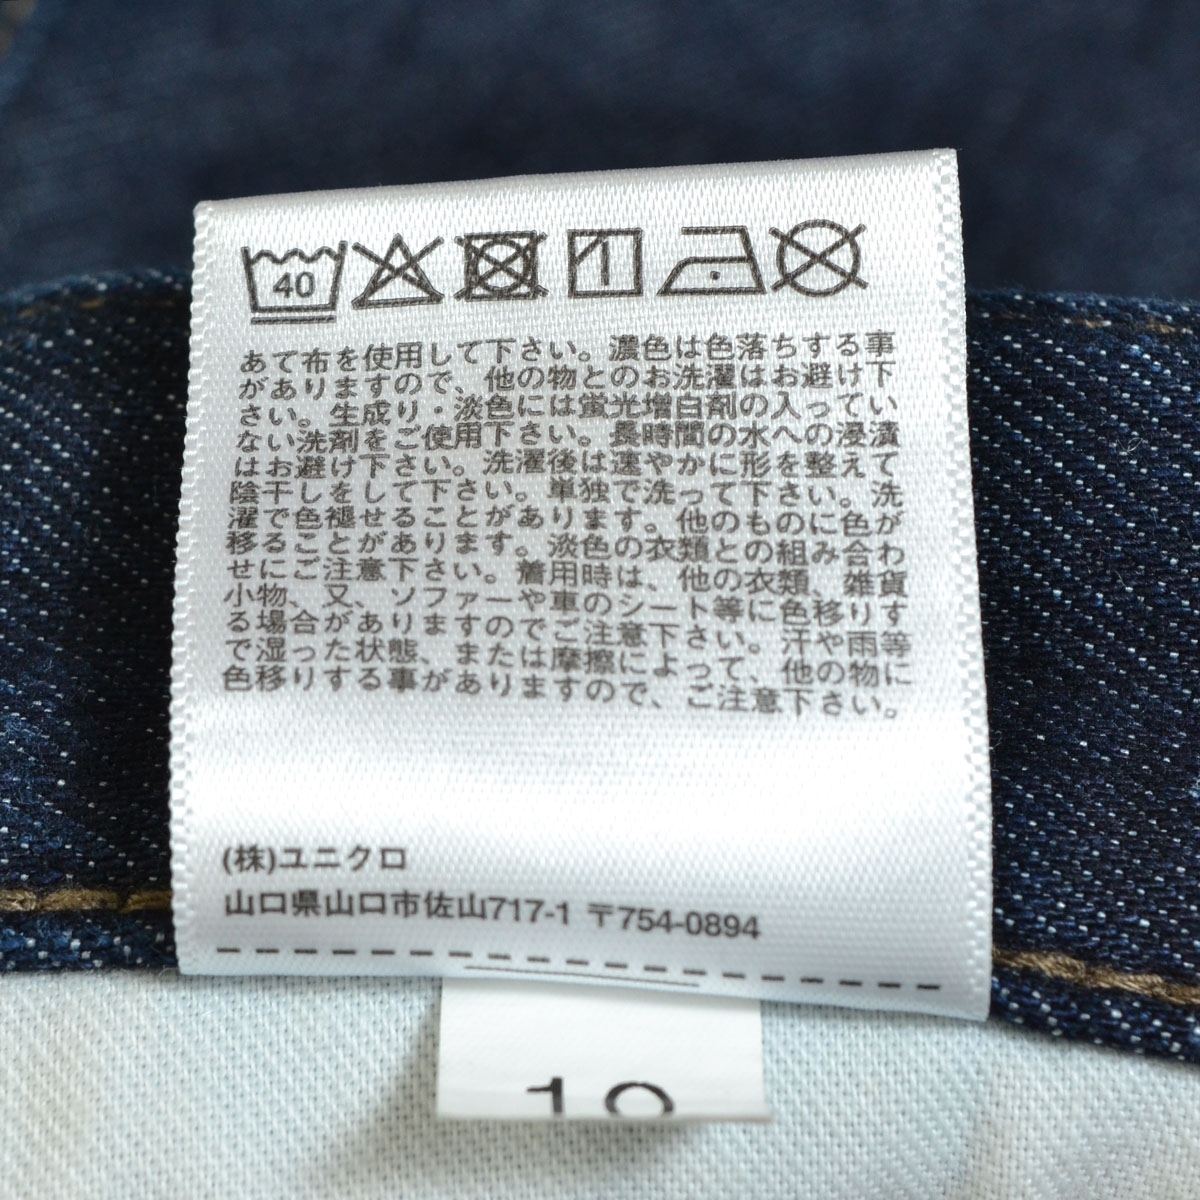 40
あて布を使用して下さい。濃色は色落ちする事
がありますので、他の物とのお洗濯はお避け下
さい。生成り・淡色には蛍光増白剤の入ってい
ない洗剤をご使用下さい。長時間の水への浸漬
はお避け下さい。洗濯後は速やかに形を整えて
陰干しをして下さい。単独で洗って下さい。洗
濯で色褪せることがあります。他のものに色が
移ることがあります。淡色の衣類との組み合わ
せにご注意下さい。着用時は、他の衣類、雑貨
小物、又、ソファーや車のシート等に色移りす
る場合がありますのでご注意下さい。汗や雨等
で湿った状態、または摩擦によって、他の物に
色移りする事がありますので、ご注意下さい。
(株)ユニクロ
山口県山口市佐山717-1 〒754-0894